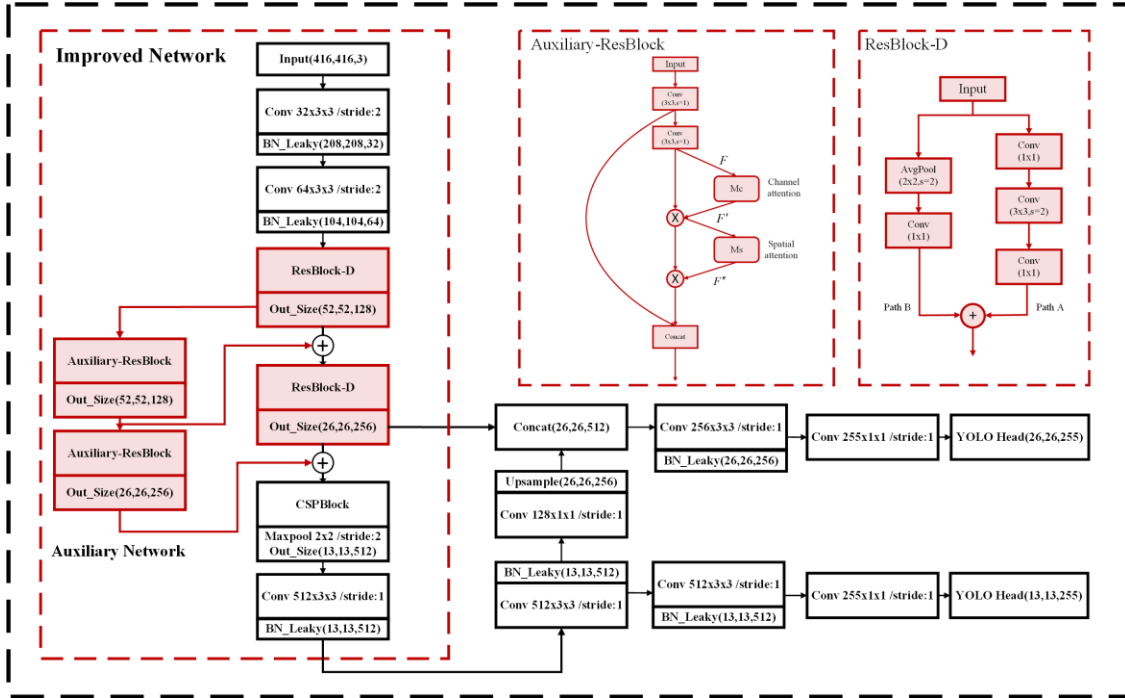 Improved Network
Input(416,416,3)
Conv 32x3x3 /stride:2
BN_Leaky(208,208,32)
Conv 64x3x3 /stride:2
BN_Leaky(104,104,64)
ResBlock-D
Out_Size(52,52,128)
+
Auxiliary-ResBlock
Out_Size(52,52,128)
ResBlock-D
Out_Size(26,26,256)
+
Auxiliary-ResBlock
Out_Size(26,26,256)
CSPBlock
Maxpool 2x2 /stride:2
Out_Size(13,13,512)
Auxiliary Network
Conv 512x3x3 /stride:1
BN_Leaky(13,13,512)
Auxiliary-ResBlock
Input
Conv
(3x3,s=1)
Conv
(3x3,s=1)
F
Mc
Channel
attention
X
F'
Ms
Spatial
attention
X
F''
Concat
ResBlock-D
Input
AvgPool
(2x2,s=2)
Conv
(1x1)
Conv
(1x1)
Conv
(3x3,s=2)
Conv
(1x1)
Path B
Path A
+
Concat(26,26,512)
Conv 256x3x3 /stride:1
BN_Leaky(26,26,256)
Conv 255x1x1 /stride:1
YOLO Head(26,26,255)
Upsample(26,26,256)
Conv 128x1x1 /stride:1
BN_Leaky(13,13,512)
Conv 512x3x3 /stride:1
Conv 512x3x3 /stride:1
BN_Leaky(13,13,512)
Conv 255x1x1 /stride:1
YOLO Head(13,13,255)